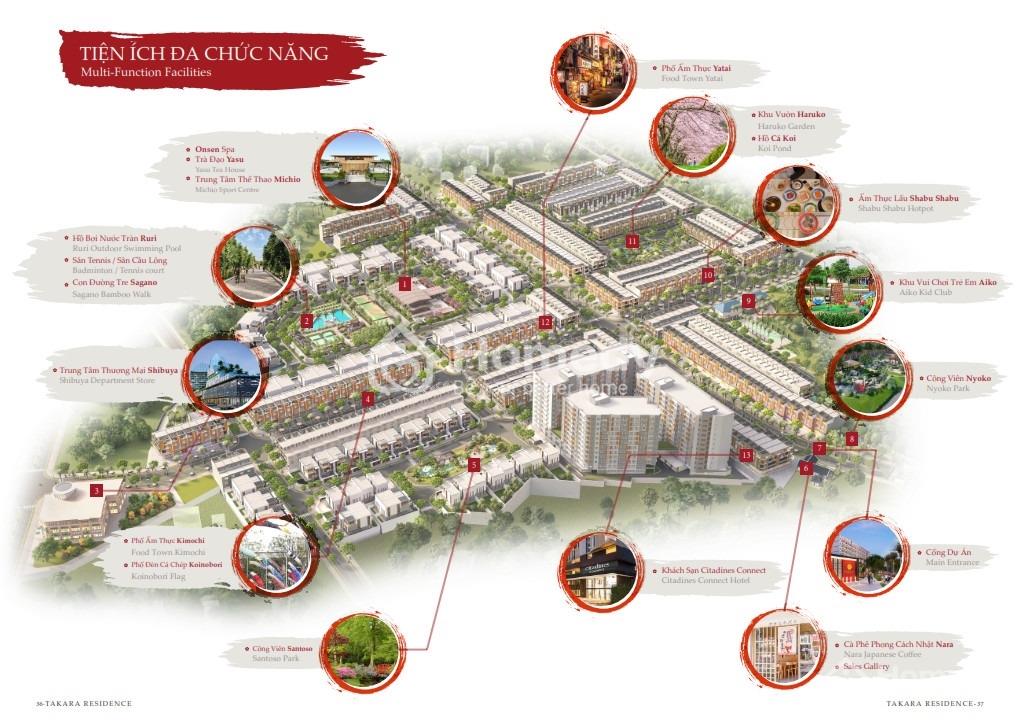 TIỆN ÍCH ĐA CHỨC NĂNG
Multi-Function Facilities
Phố Ẩm Thực Yatai
Food Town Yatai
Khu Vườn Haruko
Haruko Garden
Hồ Cá Koi
Koi Pond
Onsen Spa
Trà Đạo Yasu
Yasu Tea House
Trung Tâm Thể Thao Michio
Michio Sport Centre
Ẩm Thực Lẩu Shabu Shabu
Shabu Shabu Hotpot
Hồ Bơi Nước Tràn Ruri
Ruri Outdoor Swimming Pool
Sân Tennis / Sân Cầu Lông
Badminton / Tennis court
Con Đường Tre Sagano
Sagano Bamboo Walk
Khu Vui Chơi Trẻ Em Aiko
Aiko Kid Club
Trung Tâm Thương Mại Shibuya
Shibuya Department Store
Công Viên Nyoko
Nyoko Park
11
10
1
9
2
12
Homedy
4
8
7
13
5
6
3
Phố Ẩm Thực Kimochi
Food Town Kimochi
Phố Đèn Cá Chép Koinobori
Koinobori Flag
Citadines
Khách Sạn Citadines Connect
Citadines Connect Hotel
Cổng Dự Án
Main Entrance
Công Viên Santoso
Santoso Park
Cà Phê Phong Cách Nhật Nara
Nara Japanese Coffee
Sales Gallery
36-TAKARA RESIDENCE
TAKARA RESIDENCE-37